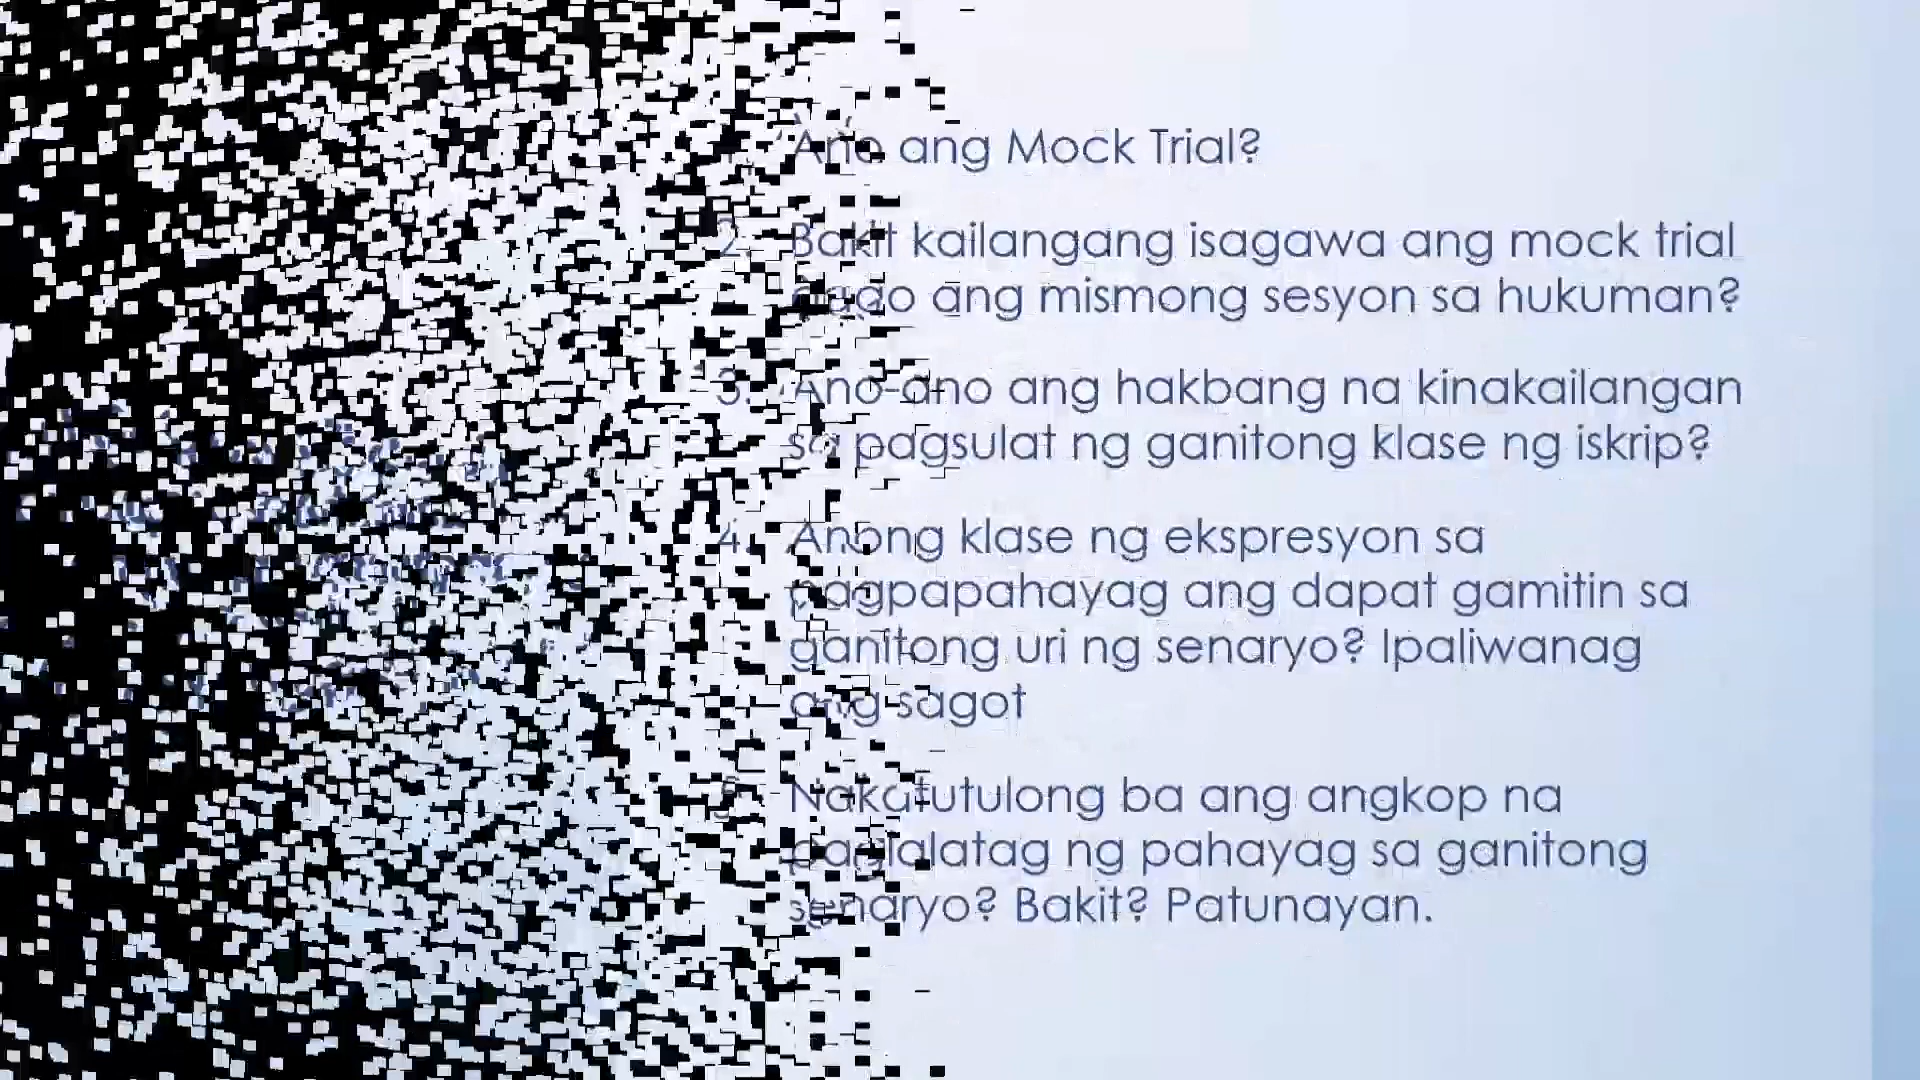 1. Ano ang Mock Trial?
2. Bakit kailangang isagawa ang mock trial
bago ang mismong sesyon sa hukuman?
3. Ano-ano ang hakbang na kinakailangan
sa pagsulat ng ganitong klase ng iskrip?
4. Anong klase ng ekspresyon sa
pagpapahayag ang dapat gamitin sa
ganitong uri ng senaryo? Ipaliwanag
ang sagot
5. Nakatutulong ba ang angkop na
paglalatag ng pahayag sa ganitong
senaryo? Bakit? Patunayan.